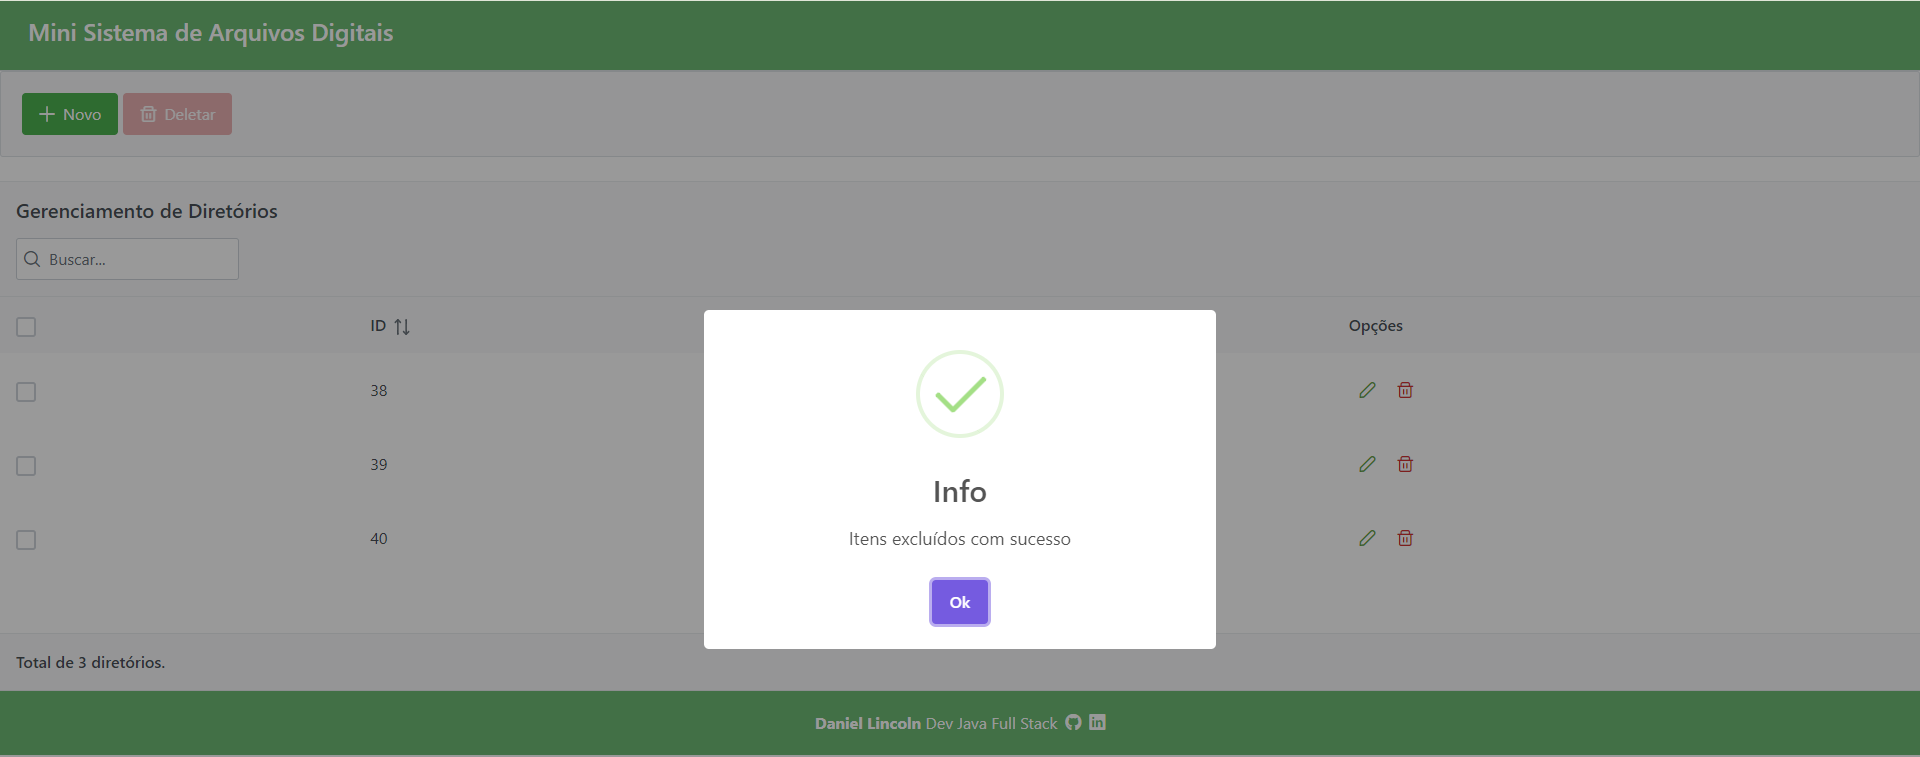 Mini Sistema de Arquivos Digitais
Novo
Deletar
Gerenciamento de Diretórios
Buscar...
ID
Opções
38
39
40
Info
Itens excluídos com sucesso
Ok
Total de 3 diretórios.
Daniel Lincoln Dev Java Full Stack